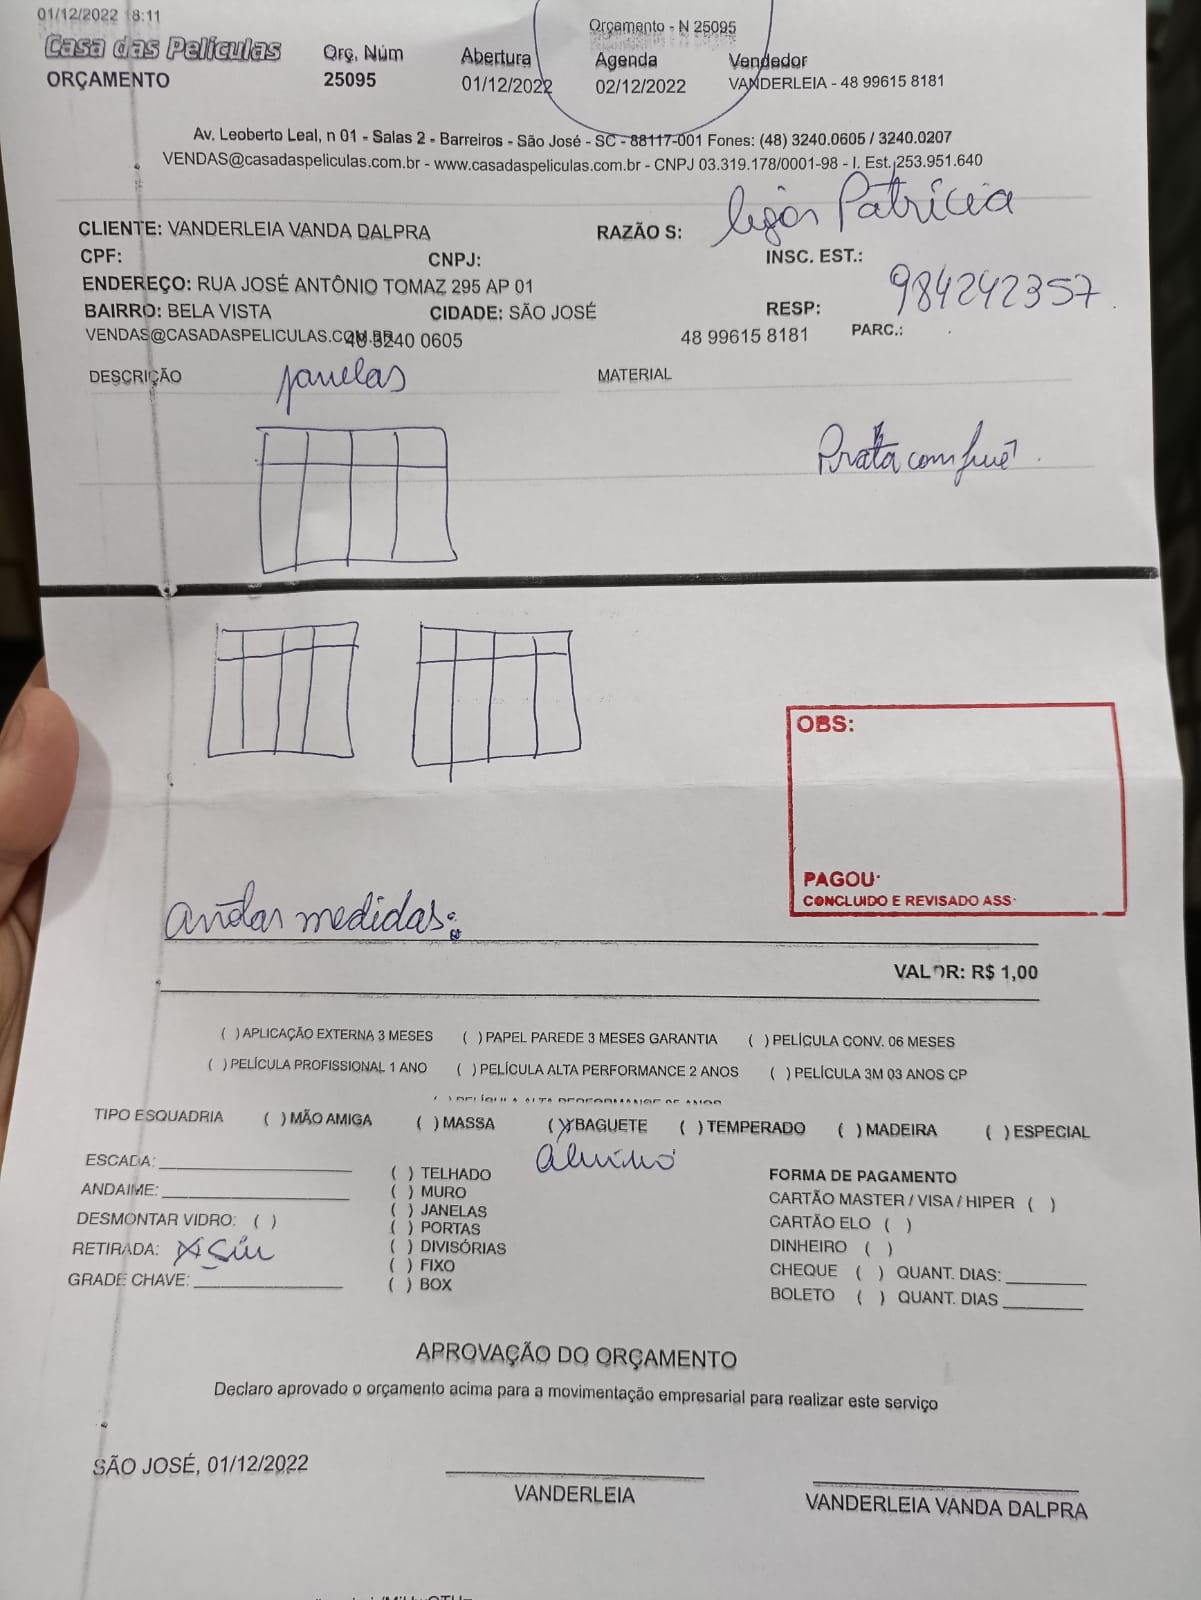 01/12/2022 18:11
Orçamento - N 25095
Casa das Películas Orç. Núm Abertura Agenda Vendedor
ORÇAMENTO 25095 01/12/2022 02/12/2022 VANDERLEIA - 48 99615 8181
Av. Leoberto Leal, n 01 - Salas 2 - Barreiros - São José - SC - 88117-001 Fones: (48) 3240.0605 / 3240.0207
VENDAS@casadaspeliculas.com.br - www.casadaspeliculas.com.br - CNPJ 03.319.178/0001-98 - I. Est. 253.951.640
Patrícia
CLIENTE: VANDERLEIA VANDA DALPRA RAZÃO S:
CPF: CNPJ: INSC. EST.:
ENDEREÇO: RUA JOSÉ ANTÔNIO TOMAZ 295 AP 01 984242357
BAIRRO: BELA VISTA CIDADE: SÃO JOSÉ RESP:
VENDAS@CASADASPELICULAS.COM.BR 48 3240 0605 48 99615 8181 PARC.:
DESCRIÇÃO janelas MATERIAL
Prata com
OBS:
PAGOU:
CONCLUIDO E REVISADO ASS:
medidas:
VALOR: R$ 1,00
( ) APLICAÇÃO EXTERNA 3 MESES ( ) PAPEL PAREDE 3 MESES GARANTIA ( ) PELÍCULA CONV. 06 MESES
( ) PELÍCULA PROFISSIONAL 1 ANO ( ) PELÍCULA ALTA PERFORMANCE 2 ANOS ( ) PELÍCULA 3M 03 ANOS CP
TIPO ESQUADRIA ( ) MÃO AMIGA ( ) MASSA (X) BAGUETE ( ) TEMPERADO ( ) MADEIRA ( ) ESPECIAL
ESCADA: ( ) TELHADO FORMA DE PAGAMENTO
ANDAIME: ( ) MURO CARTÃO MASTER / VISA / HIPER ( )
DESMONTAR VIDRO: ( ) ( ) JANELAS CARTÃO ELO ( )
( ) PORTAS
RETIRADA: X Sim ( ) DIVISÓRIAS DINHEIRO ( )
GRADE CHAVE: ( ) FIXO CHEQUE ( ) QUANT. DIAS:
( ) BOX BOLETO ( ) QUANT. DIAS
APROVAÇÃO DO ORÇAMENTO
Declaro aprovado o orçamento acima para a movimentação empresarial para realizar este serviço
SÃO JOSÉ, 01/12/2022
VANDERLEIA VANDERLEIA VANDA DALPRA